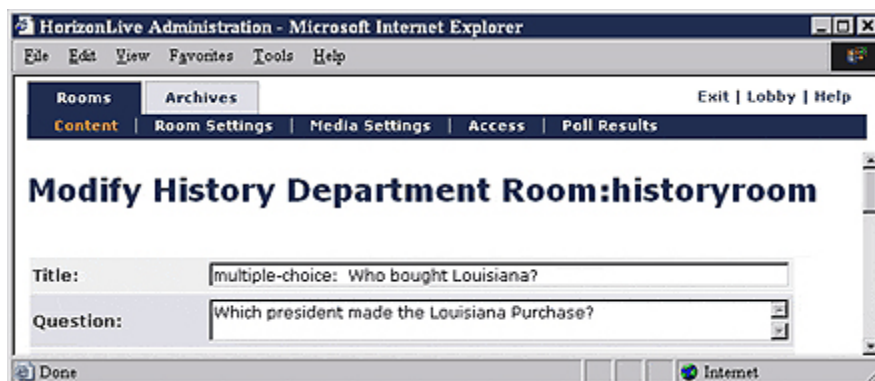 HorizonLive Administration - Microsoft Internet Explorer
File Edit View Favorites Tools Help
Rooms Archives Exit | Lobby | Help
Content | Room Settings | Media Settings | Access | Poll Results
Modify History Department Room:historyroom
Title: multiple-choice: Who bought Louisiana?
Question: Which president made the Louisiana Purchase?
Done Internet